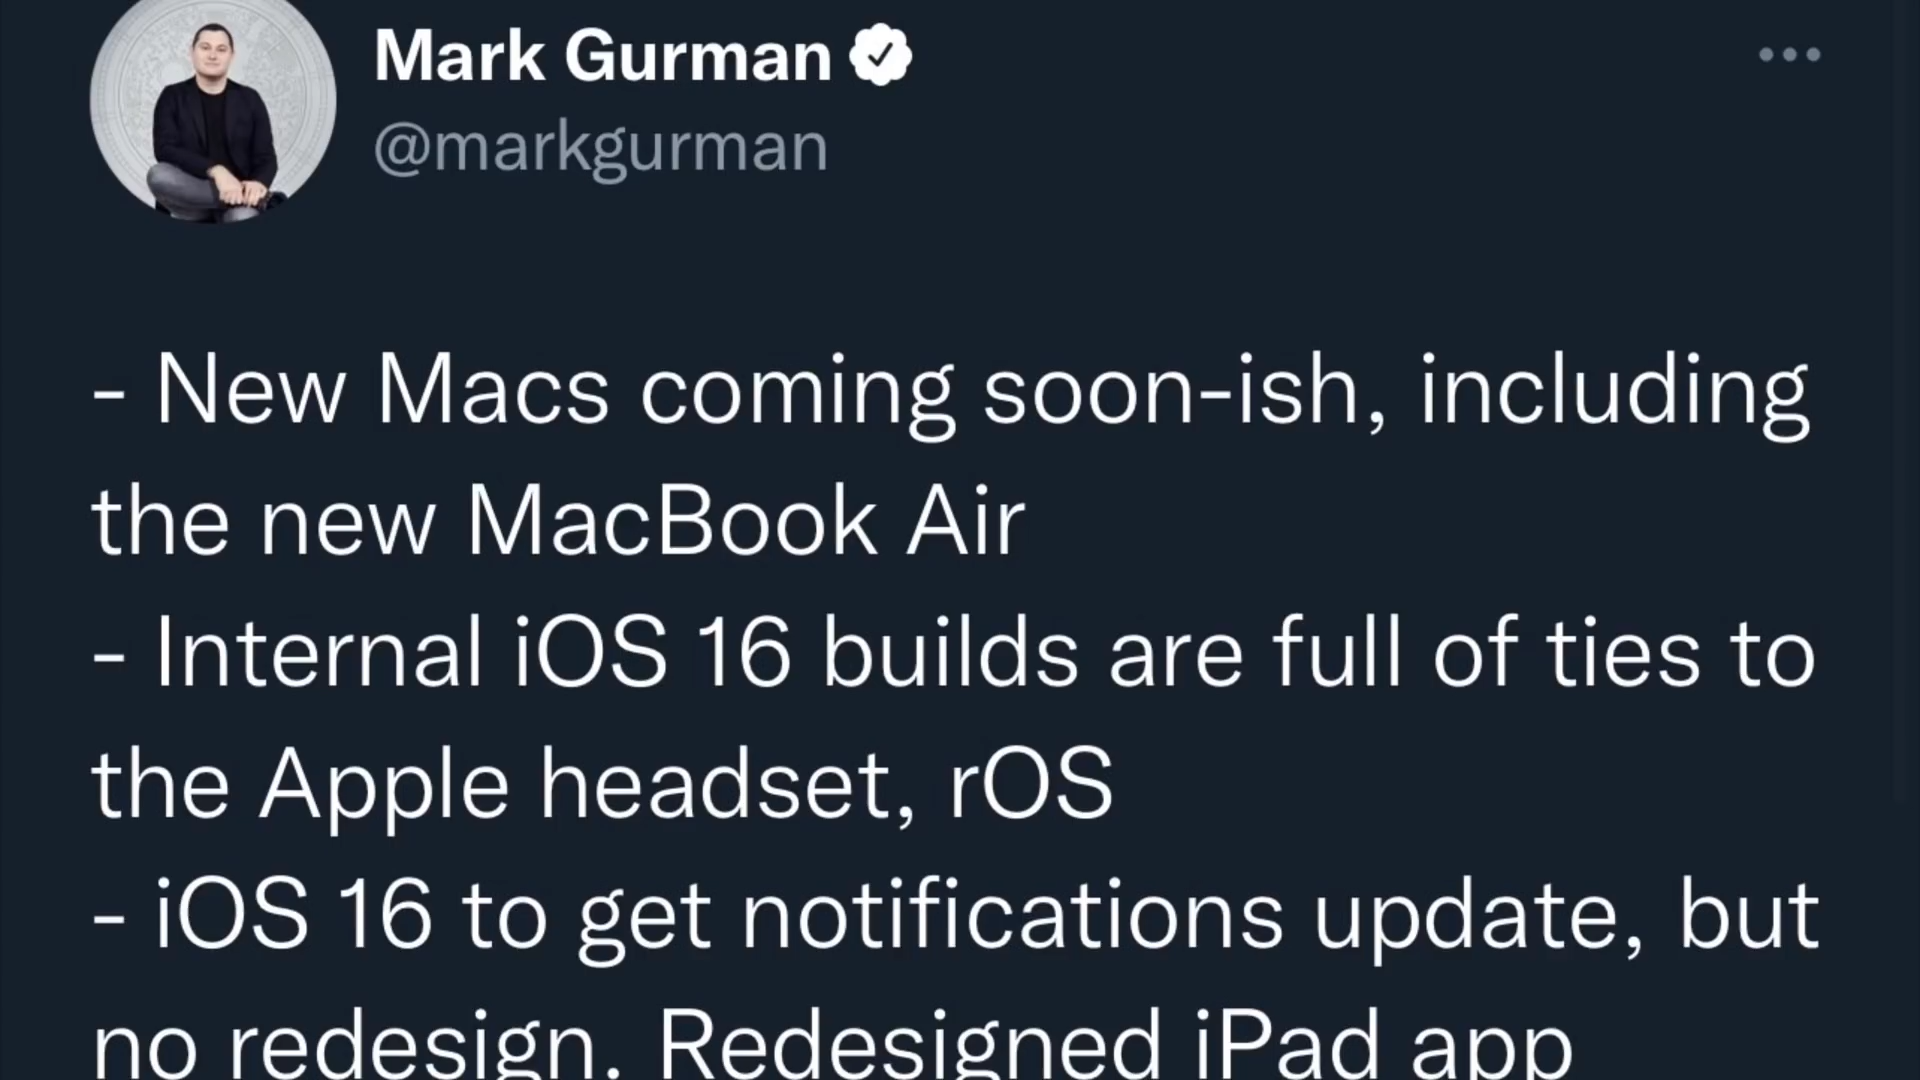 Mark Gurman
@markgurman
- New Macs coming soon-ish, including
the new MacBook Air
- Internal iOS 16 builds are full of ties to
the Apple headset, rOS
- iOS 16 to get notifications update, but
no redesign. Redesigned iPad app